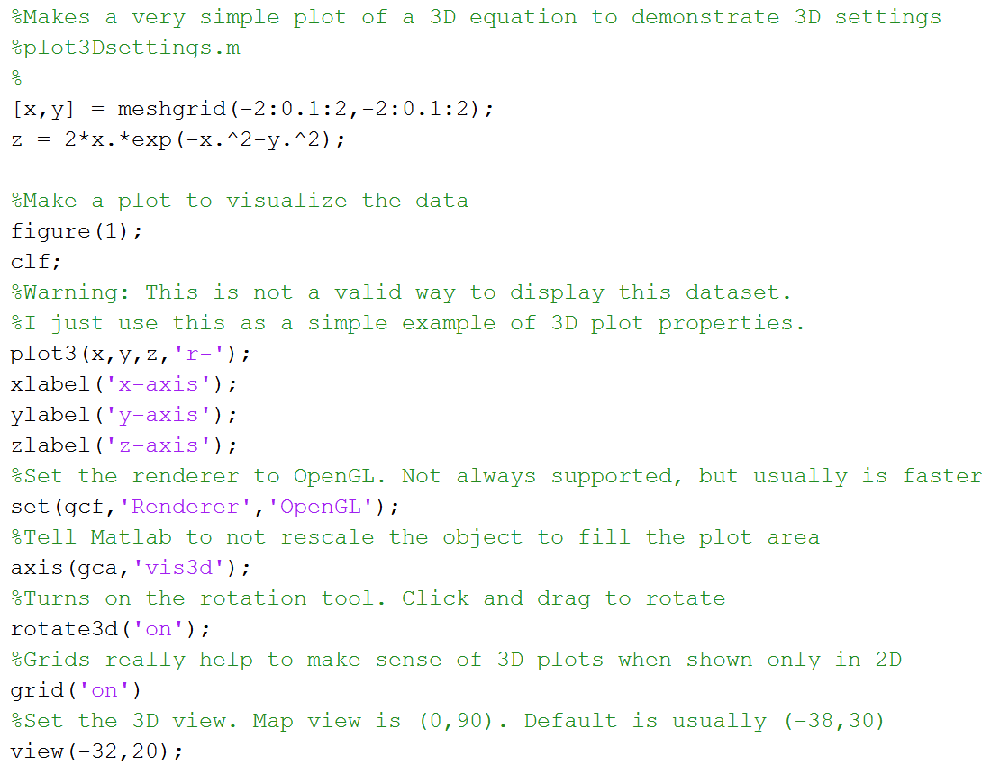 %Makes a very simple plot of a 3D equation to demonstrate 3D settings
%plot3Dsettings.m
%
[x,y] = meshgrid(-2:0.1:2,-2:0.1:2);
z = 2*x.*exp(-x.^2-y.^2);
%Make a plot to visualize the data
figure(1);
clf;
%Warning: This is not a valid way to display this dataset.
%I just use this as a simple example of 3D plot properties.
plot3(x,y,z,'r-');
xlabel('x-axis');
ylabel('y-axis');
zlabel('z-axis');
%Set the renderer to OpenGL. Not always supported, but usually is faster
set(gcf,'Renderer','OpenGL');
%Tell Matlab to not rescale the object to fill the plot area
axis(gca,'vis3d');
%Turns on the rotation tool. Click and drag to rotate
rotate3d('on');
%Grids really help to make sense of 3D plots when shown only in 2D
grid('on')
%Set the 3D view. Map view is (0,90). Default is usually (-38,30)
view(-32,20);